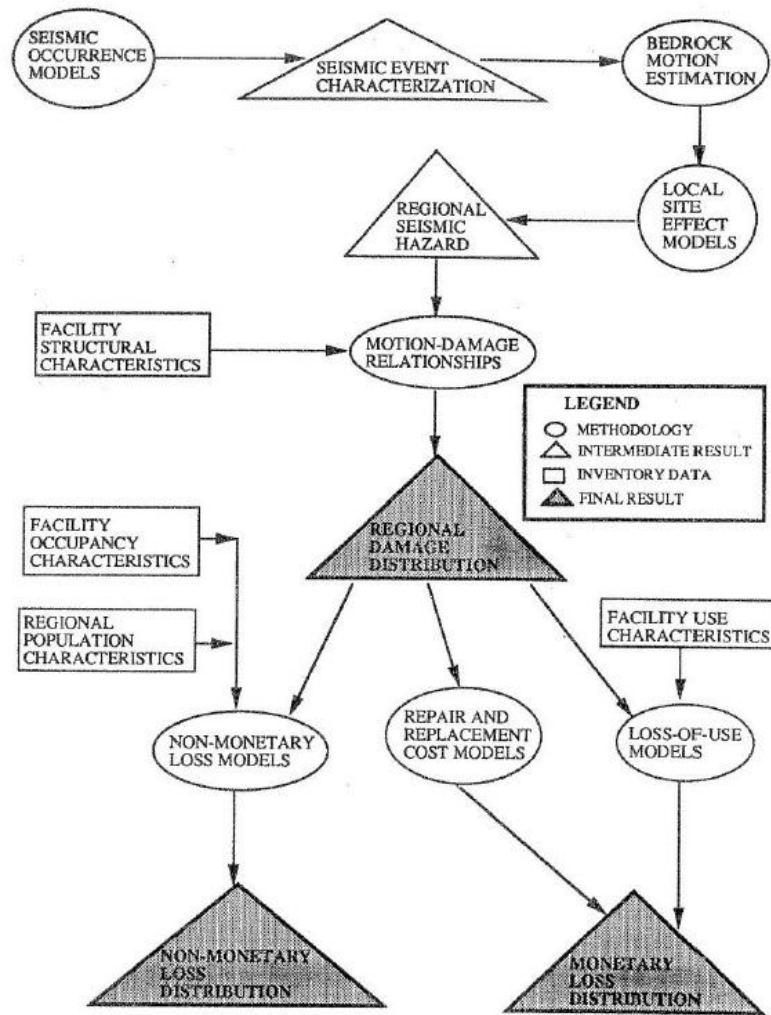 SEISMIC
OCCURRENCE
MODELS
SEISMIC EVENT
CHARACTERIZATION
BEDROCK
MOTION
ESTIMATION
LOCAL
SITE
EFFECT
MODELS
REGIONAL
SEISMIC
HAZARD
FACILITY
STRUCTURAL
CHARACTERISTICS
MOTION-DAMAGE
RELATIONSHIPS
LEGEND
METHODOLOGY
INTERMEDIATE RESULT
INVENTORY DATA
FINAL RESULT
REGIONAL
DAMAGE
DISTRIBUTION
FACILITY
OCCUPANCY
CHARACTERISTICS
REGIONAL
POPULATION
CHARACTERISTICS
FACILITY USE
CHARACTERISTICS
NON-MONETARY
LOSS MODELS
REPAIR AND
REPLACEMENT
COST MODELS
LOSS-OF-USE
MODELS
NON-MONETARY
LOSS
DISTRIBUTION
MONETARY
LOSS
DISTRIBUTION